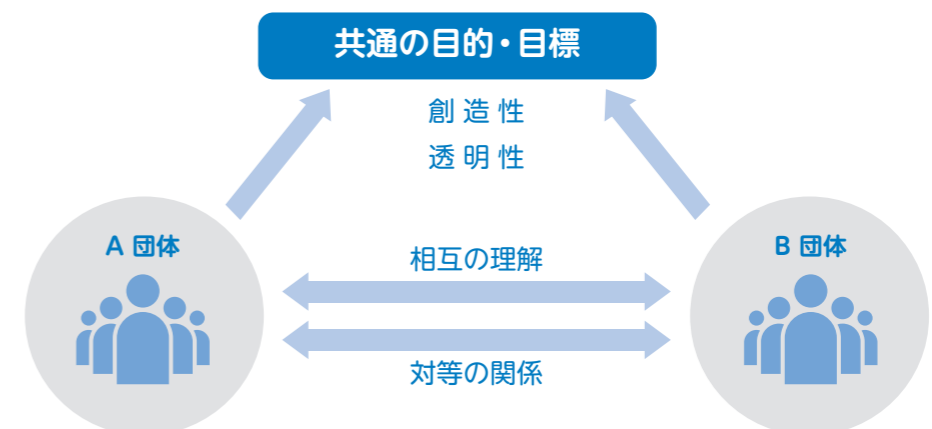 共通の目的・目標
創造性
透明性
A 団体
B 団体
相互の理解
対等の関係